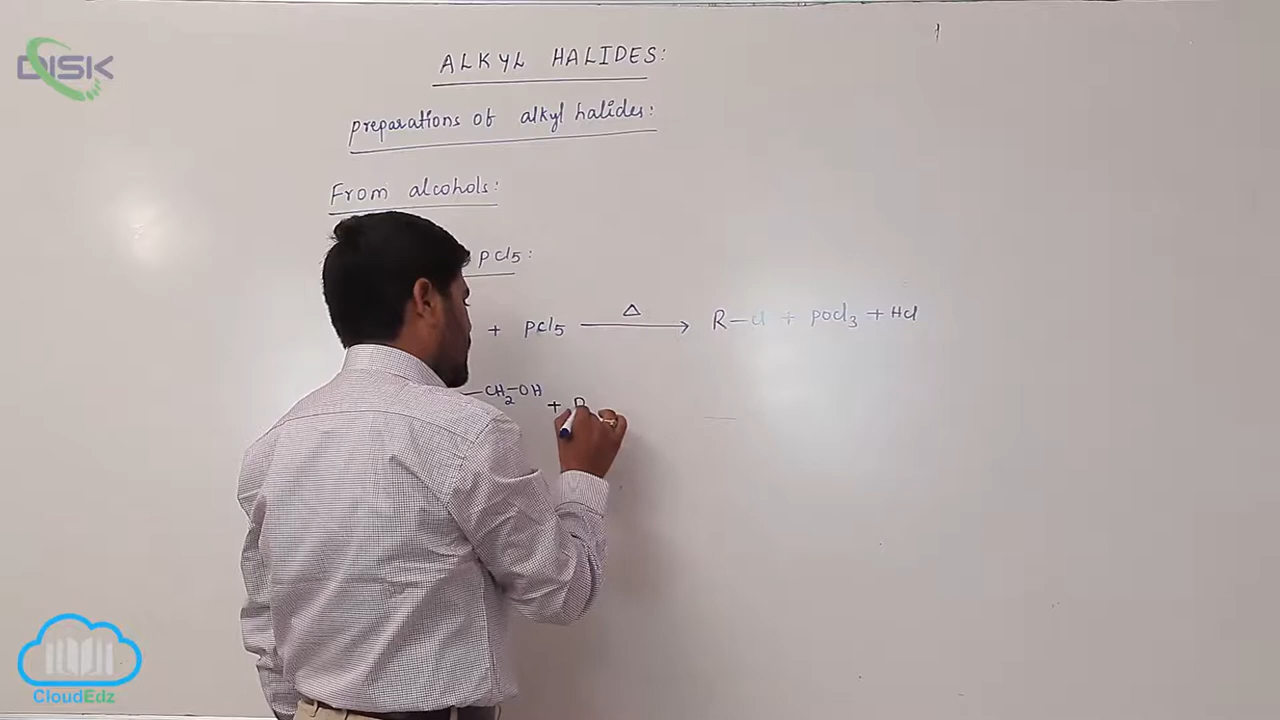 DISK
ALKYL HALIDES:
preparations of alkyl halides:
From alcohols:
pcl5:
+ pcl5 ⟶ Δ R—cl + pocl3 + Hcl
—CH2—OH + P
CloudEdz